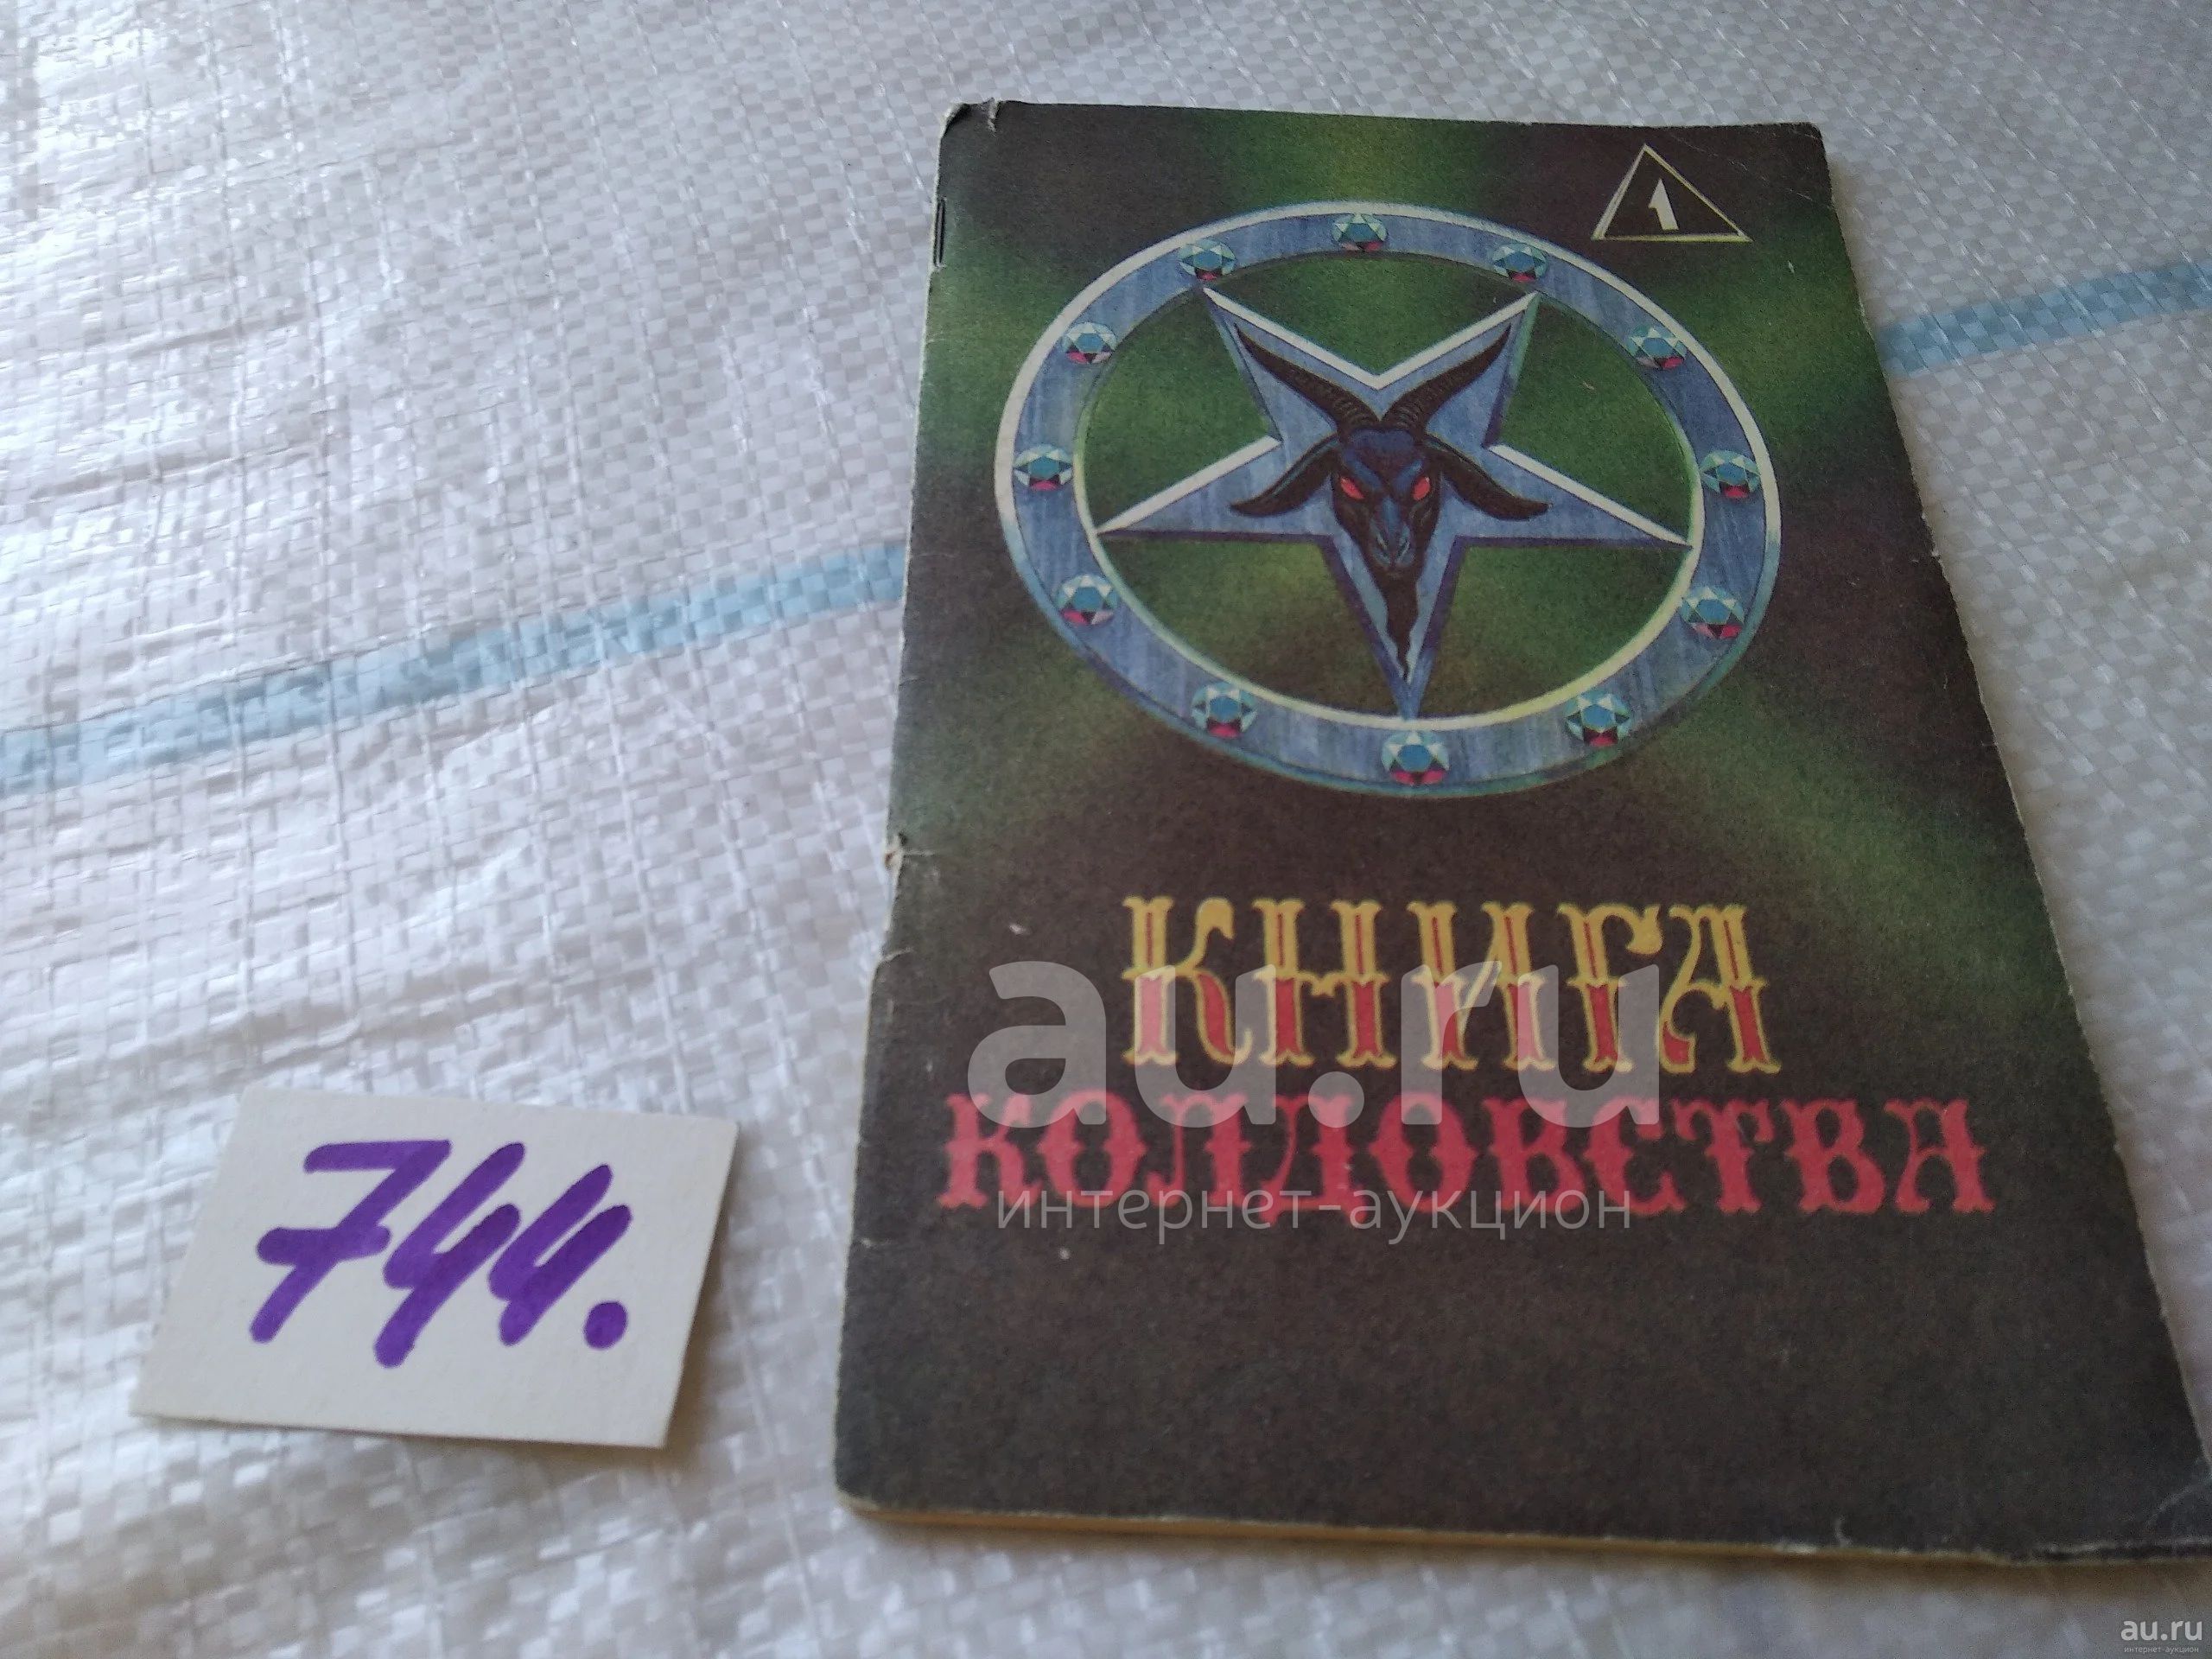 1
КНИГА
au.ru
КОЛДОВСТВА
интернет-аукцион
744.
au.ru
интернет-аукцион